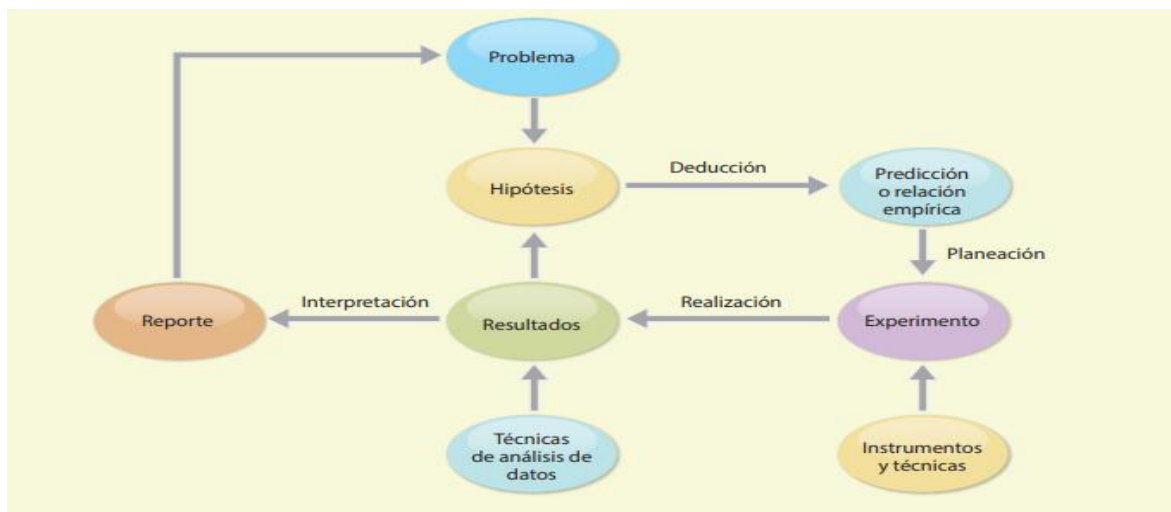 Problema
Hipótesis
Deducción
Predicción
o relación
empírica
Planeación
Reporte
Interpretación
Resultados
Realización
Experimento
Técnicas
de análisis de
datos
Instrumentos
y técnicas